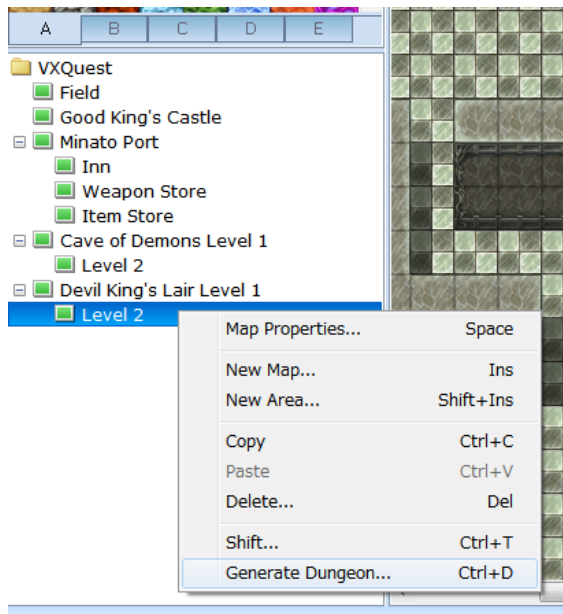 A B C D E
VXQuest
Field
Good King's Castle
Minato Port
Inn
Weapon Store
Item Store
Cave of Demons Level 1
Level 2
Devil King's Lair Level 1
Level 2
Map Properties... Space
New Map... Ins
New Area... Shift+Ins
Copy Ctrl+C
Paste Ctrl+V
Delete... Del
Shift... Ctrl+T
Generate Dungeon... Ctrl+D